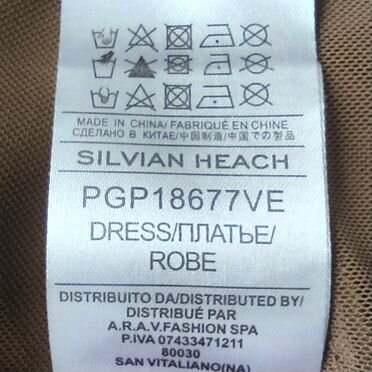 MADE IN CHINA/ FABRIQUÉ EN CHINE
СДЕЛАНО В КИТАЕ/中国制造/中国での製造
SILVIAN HEACH
PGP18677VE
DRESS/ПЛАТЬЕ/
ROBE
DISTRIBUITO DA/DISTRIBUTED BY/
DISTRIBUÉ PAR
A.R.A.V.FASHION SPA
P.IVA 07433471211
80030
SAN VITALIANO(NA)